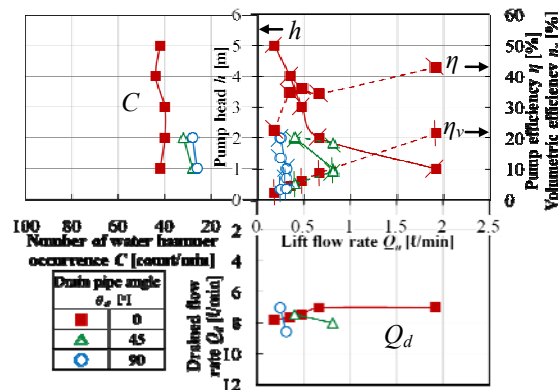 6
5
4
3
2
1
0
h
C
η
ηv
Pump head h [m]
60
50
40
30
20
10
0
Pump efficiency η [%]
Volumetric efficiency ηv [%]
100 80 60 40 20
0 0.5 1 1.5 2 2.5
Number of water hammer
occurrence C [count/min]
Lift flow rate Qu [ℓ/min]
Drain pipe angle
θd [°]
0
45
90
2
4
6
8
10
12
Drained flow
rate Qd [ℓ/min]
Qd